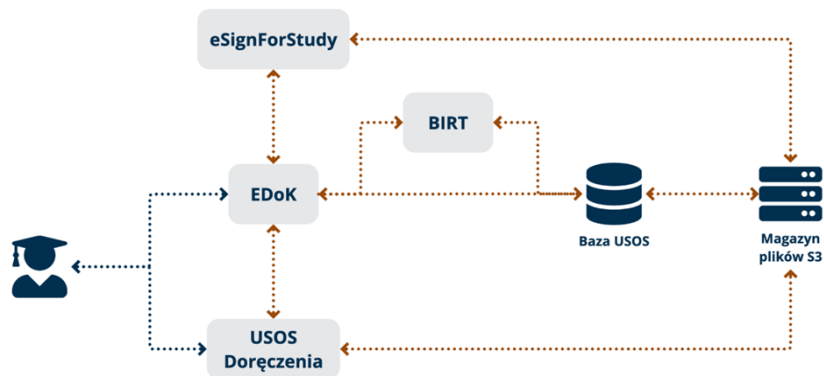 eSignForStudy
BIRT
EDoK
Baza USOS
Magazyn
plików S3
USOS
Doręczenia